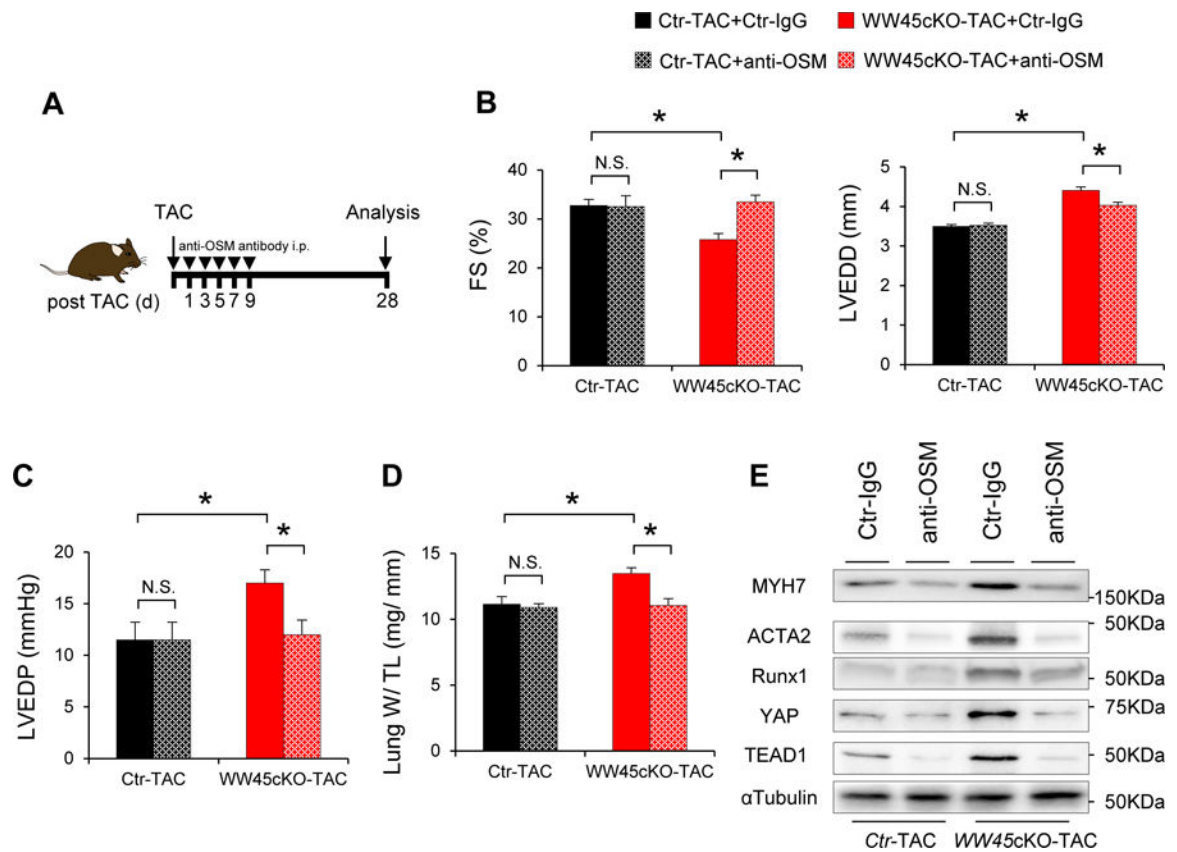 Ctr-TAC+Ctr-IgG
WW45cKO-TAC+Ctr-IgG
Ctr-TAC+anti-OSM
WW45cKO-TAC+anti-OSM
A
TAC
Analysis
anti-OSM antibody i.p.
post TAC (d)
1 3 5 7 9
28
B
*
N.S.
*
40
30
20
10
0
FS (%)
Ctr-TAC
WW45cKO-TAC
*
N.S.
*
5
4
3
2
1
0
LVEDD (mm)
Ctr-TAC
WW45cKO-TAC
C
*
N.S.
*
20
15
10
5
0
LVEDP (mmHg)
Ctr-TAC
WW45cKO-TAC
D
*
N.S.
*
15
10
5
0
Lung W/ TL (mg/ mm)
Ctr-TAC
WW45cKO-TAC
E
Ctr-IgG
anti-OSM
Ctr-IgG
anti-OSM
MYH7
150KDa
ACTA2
50KDa
Runx1
50KDa
YAP
75KDa
TEAD1
50KDa
αTubulin
50KDa
Ctr-TAC
WW45cKO-TAC